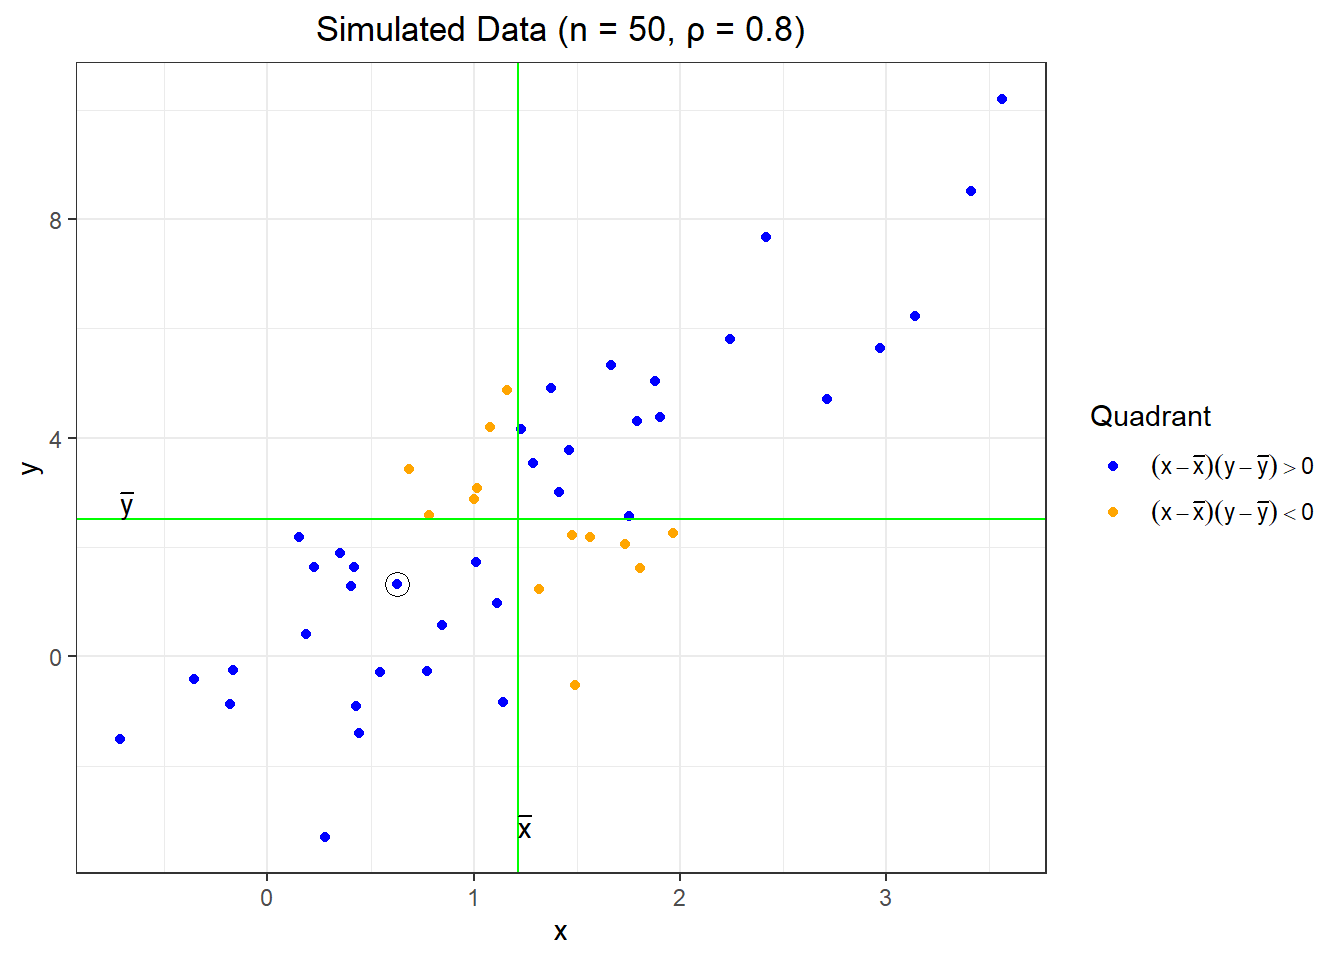 Simulated Data (n = 50, ρ = 0.8)
y
8
4
0
y̅
x̅
0 1 2 3
x
Quadrant
(x − x̅)(y − y̅) > 0
(x − x̅)(y − y̅) < 0